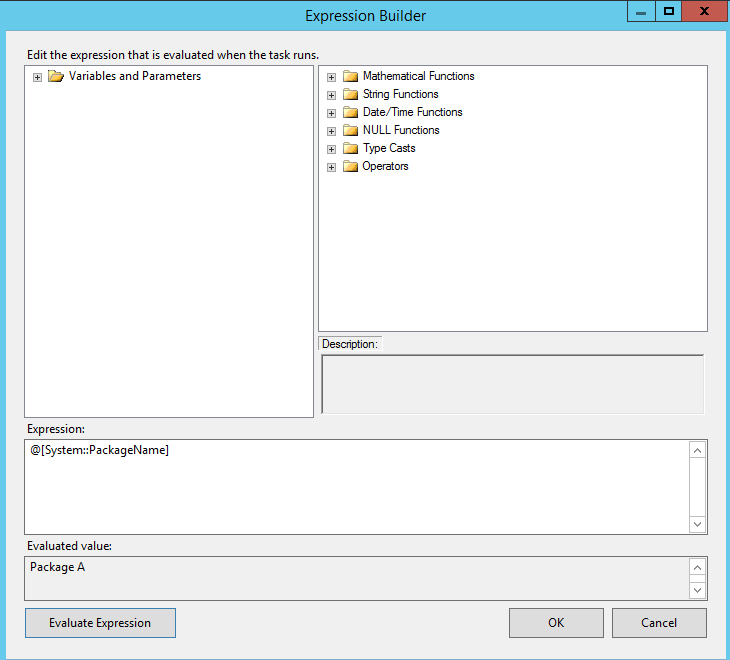 Expression Builder
Edit the expression that is evaluated when the task runs.
Variables and Parameters
Mathematical Functions
String Functions
Date/Time Functions
NULL Functions
Type Casts
Operators
Description:
Expression:
@[System::PackageName]
Evaluated value:
Package A
Evaluate Expression
OK
Cancel